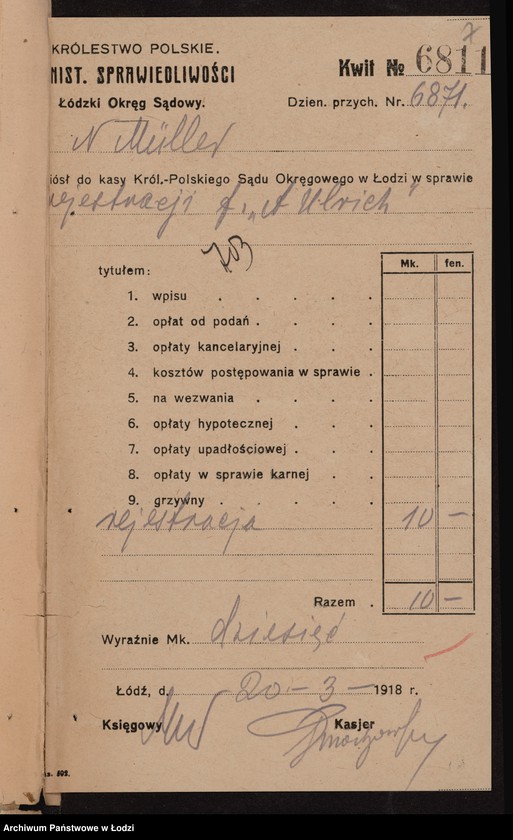 KRÓLESTWO POLSKIE.
NIST. SPRAWIEDLIWOŚCI
Łódzki Okręg Sądowy.
7
Kwit № 6811
Dzien. przych. Nr. 6871.
N Müller
iósł do kasy Król.-Polskiego Sądu Okręgowego w Łodzi w sprawie
rejestracji f. „A Ulrich"
703
Mk. fen.
tytułem:
1. wpisu
2. opłat od podań
3. opłaty kancelaryjnej
4. kosztów postępowania w sprawie
5. na wezwania
6. opłaty hypotecznej
7. opłaty upadłościowej
8. opłaty w sprawie karnej
9. grzywny
rejestracja 10 —
Razem 10 —
Wyraźnie Mk. dziesięć
Łódź, d. 20 — 3 — 1918 r.
Księgowy Kasjer
502.
Archiwum Państwowe w Łodzi